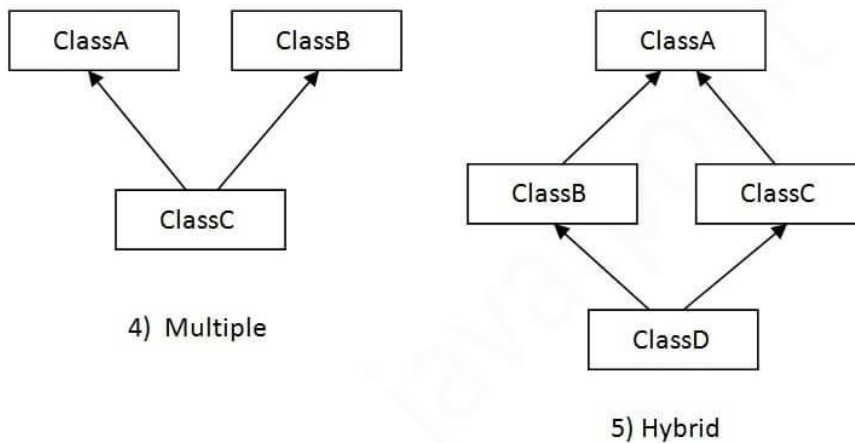 ClassA
ClassB
ClassC
4) Multiple
ClassA
ClassB
ClassC
ClassD
5) Hybrid